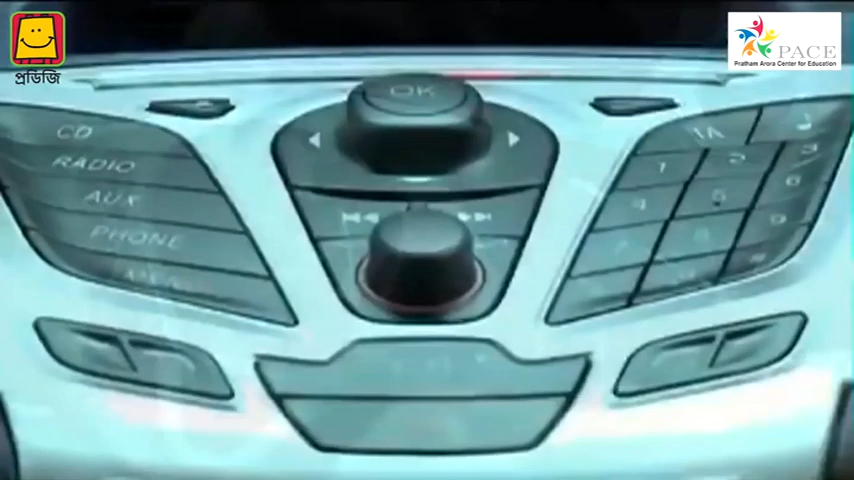 প্রডিজি
PACE
Pratham Arora Center for Education
OK
CD
RADIO
AUX
PHONE
MENU
1
2
3
4
5
6
8
9